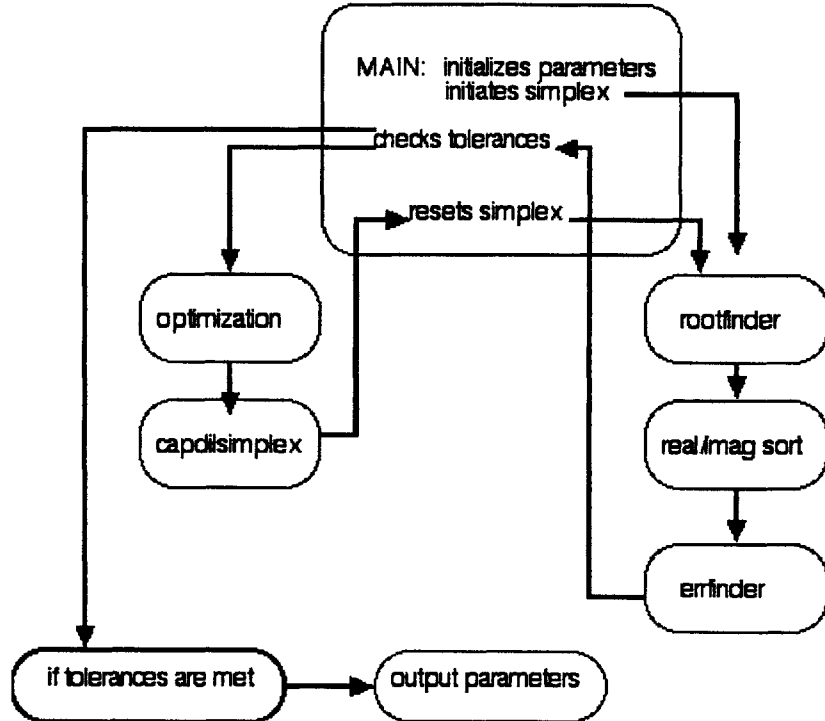 MAIN: initializes parameters
initiates simplex
checks tolerances
resets simplex
optimization
rootfinder
capdilsimplex
real/imag sort
errfinder
if tolerances are met
output parameters